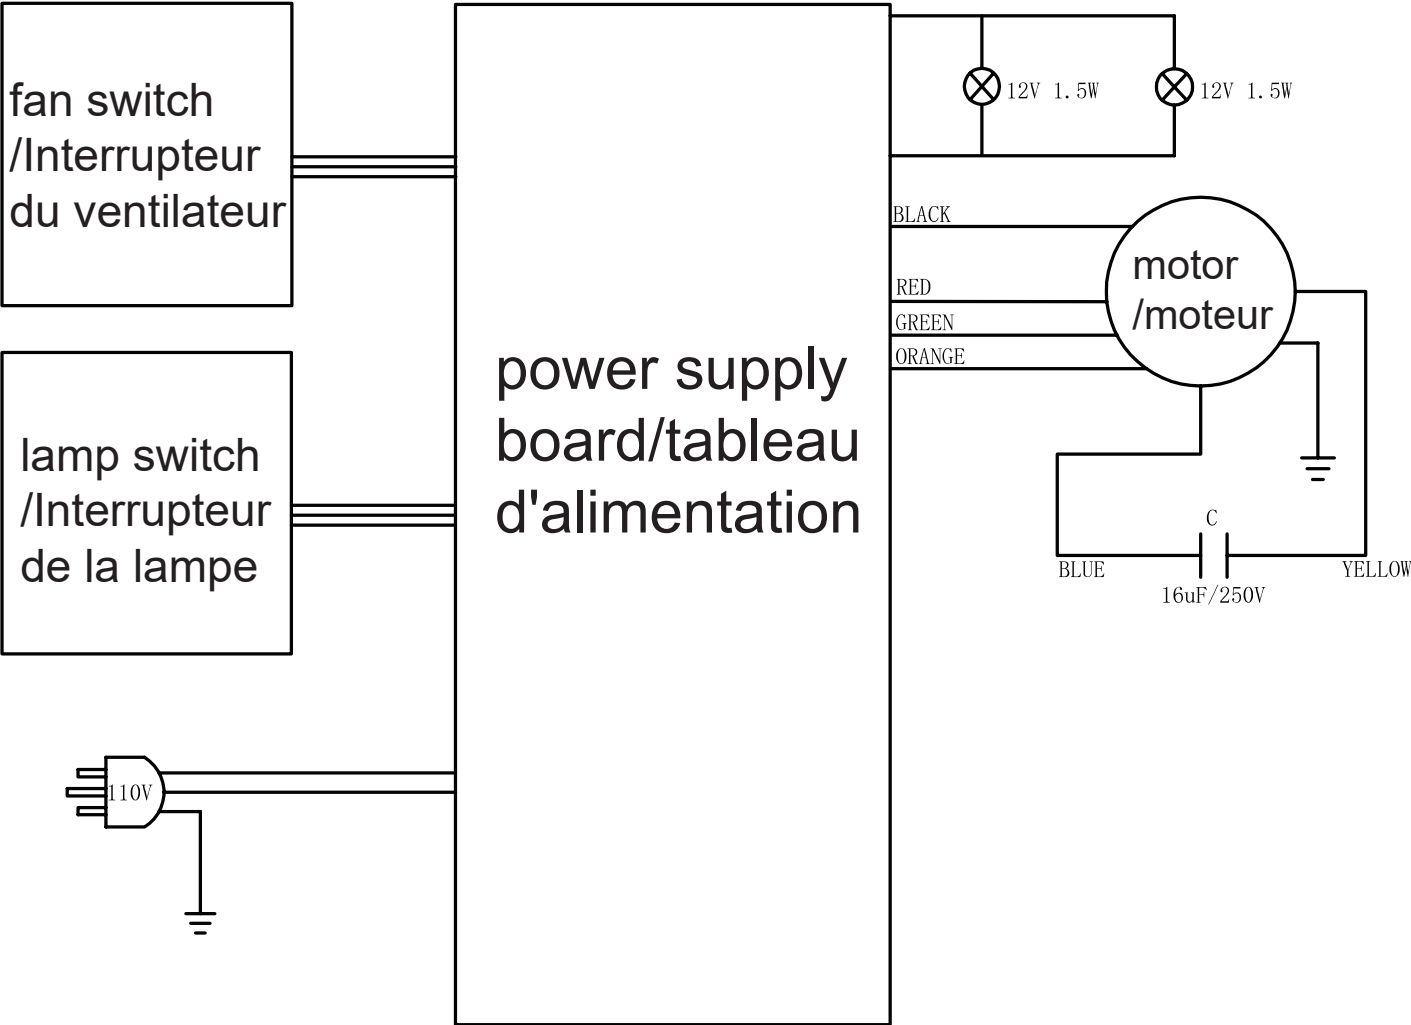 fan switch
/Interrupteur
du ventilateur
lamp switch
/Interrupteur
de la lampe
110V
power supply
board/tableau
d'alimentation
12V 1.5W
12V 1.5W
BLACK
RED
GREEN
ORANGE
motor
/moteur
C
BLUE
YELLOW
16uF/250V